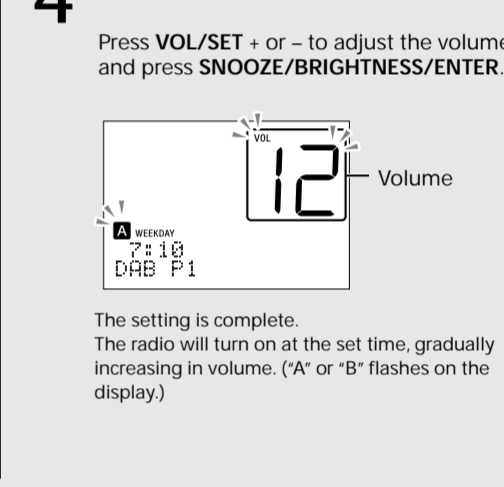 4
Press VOL/SET + or – to adjust the volume
and press SNOOZE/BRIGHTNESS/ENTER.
VOL
12
Volume
A WEEKDAY
7:10
DAB P1
The setting is complete.
The radio will turn on at the set time, gradually
increasing in volume. (“A” or “B” flashes on the
display.)